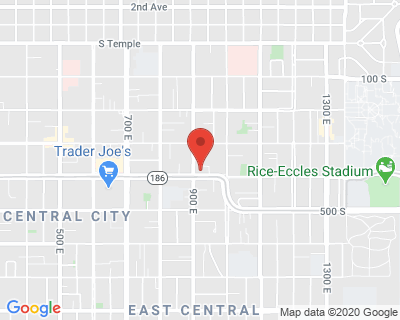 2nd Ave
S Temple
100 S
700 E
1300 E
Trader Joe's
186
Rice-Eccles Stadium
900 E
500 S
CENTRAL CITY
500 E
1300 E
EAST CENTRAL
Google
Map data ©2020 Google